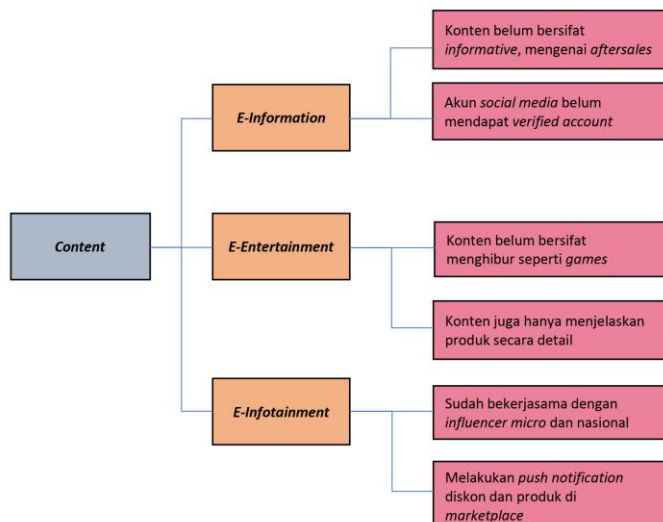 Konten belum bersifat
informative, mengenai aftersales
E-Information
Akun social media belum
mendapat verified account
Content
E-Entertainment
Konten belum bersifat
menghibur seperti games
Konten juga hanya menjelaskan
produk secara detail
E-Infotainment
Sudah bekerjasama dengan
influencer micro dan nasional
Melakukan push notification
diskon dan produk di
marketplace